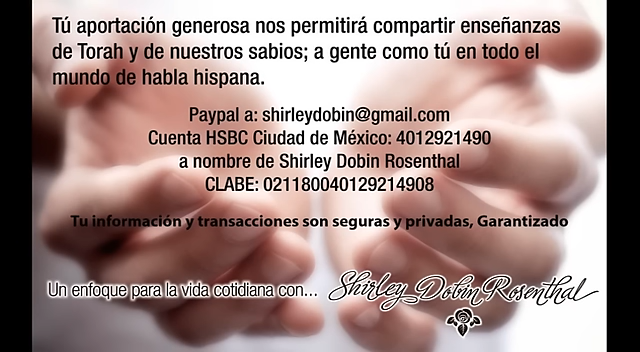 Tú aportación generosa nos permitirá compartir enseñanzas
de Torah y de nuestros sabios; a gente como tú en todo el
mundo de habla hispana.
Paypal a: shirleydobin@gmail.com
Cuenta HSBC Ciudad de México: 4012921490
a nombre de Shirley Dobin Rosenthal
CLABE: 021180040129214908
Tu información y transacciones son seguras y privadas, Garantizado
Un enfoque para la vida cotidiana con... Shirley Dobin Rosenthal